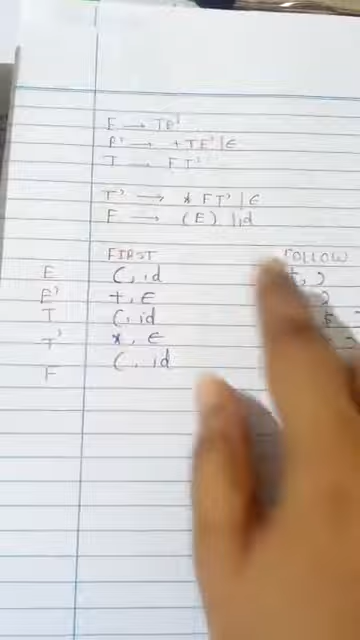 E → TE'
E' → +TE' | ε
T → FT'
T' → * FT' | ε
F → (E) | id
FIRST FOLLOW
E (, id , )
E' +, ε
T (, id
T' *, ε
F (, id